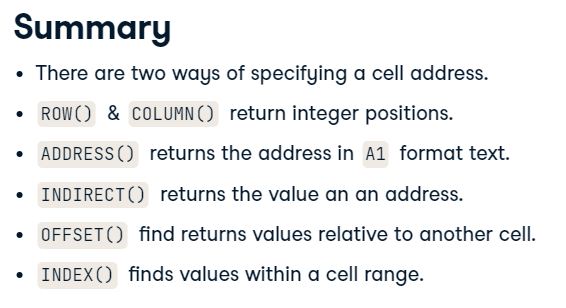 Summary
• There are two ways of specifying a cell address.
• ROW() & COLUMN() return integer positions.
• ADDRESS() returns the address in A1 format text.
• INDIRECT() returns the value an an address.
• OFFSET() find returns values relative to another cell.
• INDEX() finds values within a cell range.